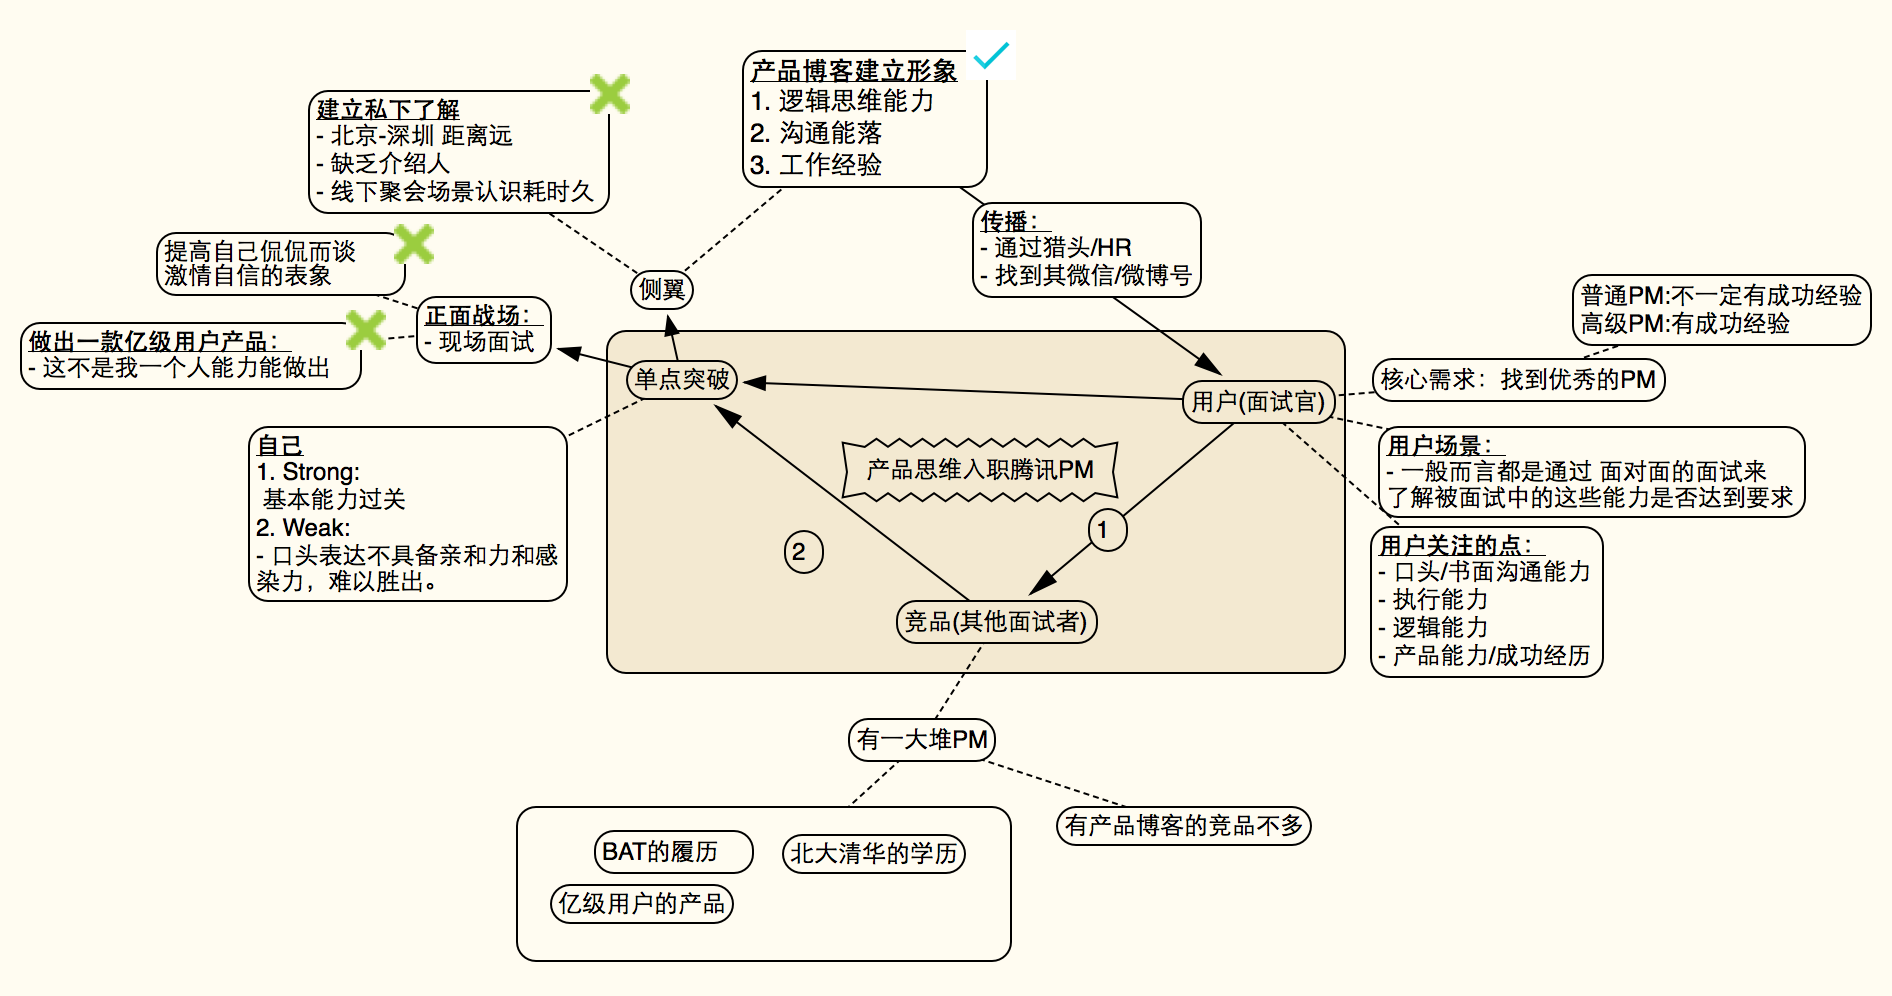 产品博客建立形象
1. 逻辑思维能力
2. 沟通能落
3. 工作经验
建立私下了解
- 北京-深圳 距离远
- 缺乏介绍人
- 线下聚会场景认识耗时久
传播：
- 通过猎头/HR
- 找到其微信/微博号
提高自己侃侃而谈
激情自信的表象
侧翼
正面战场：
- 现场面试
做出一款亿级用户产品：
- 这不是我一个人能力能做出
普通PM:不一定有成功经验
高级PM:有成功经验
单点突破
核心需求：找到优秀的PM
用户(面试官)
自己
1. Strong:
基本能力过关
2. Weak:
- 口头表达不具备亲和力和感
染力，难以胜出。
产品思维入职腾讯PM
用户场景：
- 一般而言都是通过 面对面的面试来
了解被面试中的这些能力是否达到要求
1
2
用户关注的点：
- 口头/书面沟通能力
- 执行能力
- 逻辑能力
- 产品能力/成功经历
竞品(其他面试者)
有一大堆PM
有产品博客的竞品不多
BAT的履历
北大清华的学历
亿级用户的产品